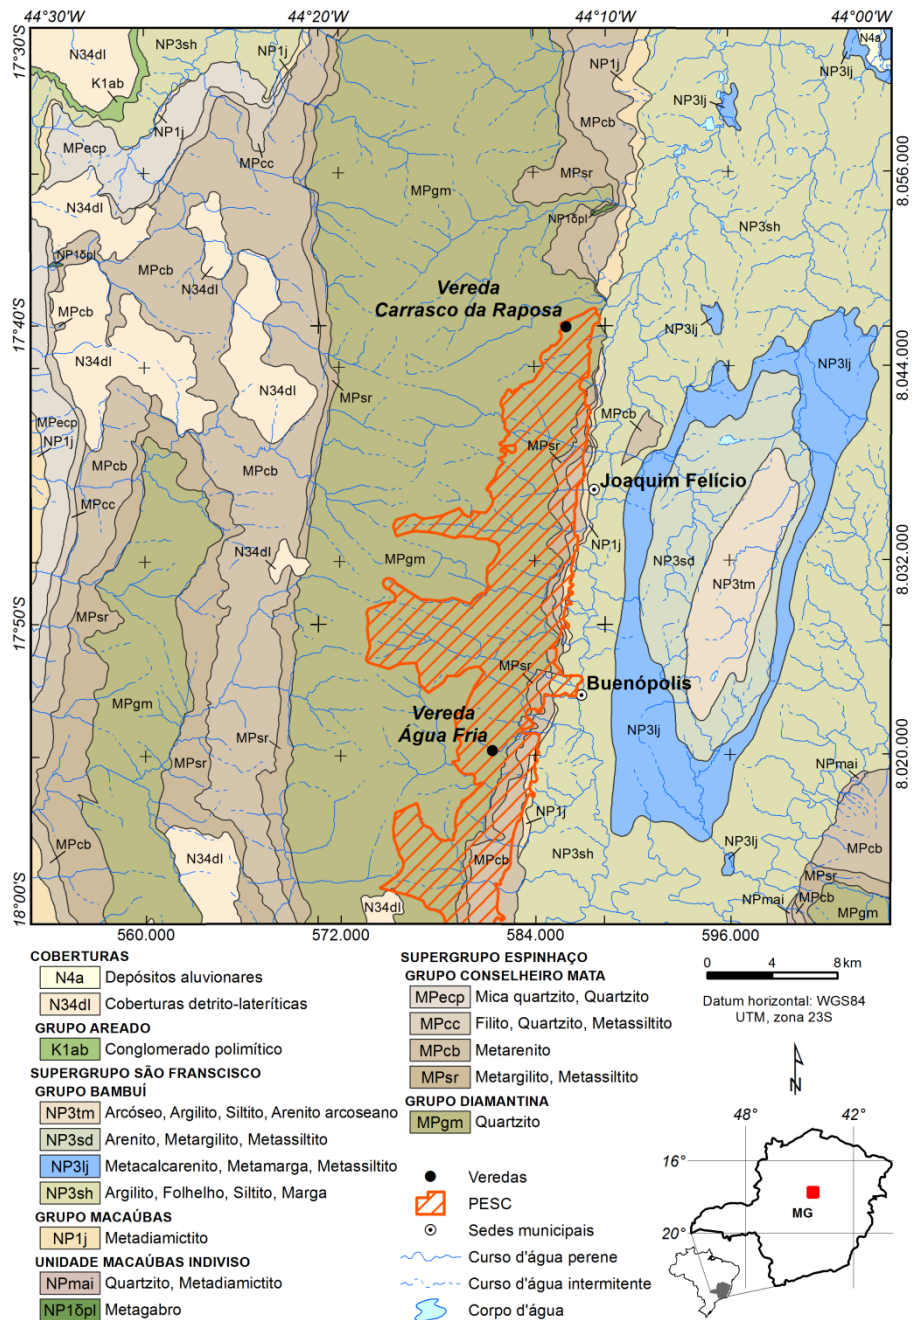 44°30'W 44°20'W 44°10'W 44°00'W
17°30'S
N34dl
NP3sh
NP1j
K1ab
NP1j
MPecp
MPcc
NP1j
MPcb
N4a
NP3lj
NP3lj
MPgm
MPsr
8.056.000
N34dl
NP1δpl
NP3sh
NP1δpl
MPcb
N34dl
Vereda
Carrasco da Raposa
MPcb
17°40'S
NP3lj
N34dl
NP3lj
8.044.000
N34dl
MPsr
MPecp
NP1j
MPcb
MPcb
MPsr
MPcb
Joaquim Felício
MPcc
N34dl
MPgm
NP1j
NP3sd
NP3tm
8.032.000
MPsr
17°50'S
MPsr
Buenópolis
MPgm
Vereda
Água Fria
MPsr
MPsr
NP3lj
8.020.000
NPmai
NP1j
MPcb
N34dl
MPcb
NP3sh
NP3lj
MPcb
MPsr
N34dl
NPmai
MPcb
MPgm
18°00'S
560.000 572.000 584.000 596.000
COBERTURAS
N4a Depósitos aluvionares
N34dl Coberturas detrito-lateríticas
GRUPO AREADO
K1ab Conglomerado polimítico
SUPERGRUPO SÃO FRANSCISCO
GRUPO BAMBUÍ
NP3tm Arcóseo, Argilito, Siltito, Arenito arcoseano
NP3sd Arenito, Metargilito, Metassiltito
NP3lj Metacalcarenito, Metamarga, Metassiltito
NP3sh Argilito, Folhelho, Siltito, Marga
GRUPO MACAÚBAS
NP1j Metadiamictito
UNIDADE MACAÚBAS INDIVISO
NPmai Quartzito, Metadiamictito
NP1δpl Metagabro
SUPERGRUPO ESPINHAÇO
GRUPO CONSELHEIRO MATA
MPecp Mica quartzito, Quartzito
MPcc Filito, Quartzito, Metassiltito
MPcb Metarenito
MPsr Metargilito, Metassiltito
GRUPO DIAMANTINA
MPgm Quartzito
Veredas
PESC
Sedes municipais
Curso d'água perene
Curso d'água intermitente
Corpo d'água
0 4 8 km
Datum horizontal: WGS84
UTM, zona 23S
N
48° 42°
16°
MG
20°